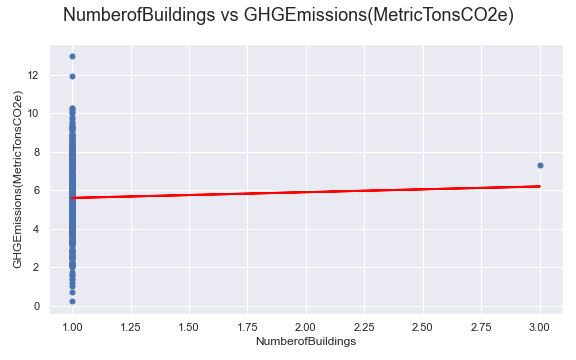 NumberofBuildings vs GHGEmissions(MetricTonsCO2e)
GHGEmissions(MetricTonsCO2e)
12
10
8
6
4
2
0
1.00 1.25 1.50 1.75 2.00 2.25 2.50 2.75 3.00
NumberofBuildings